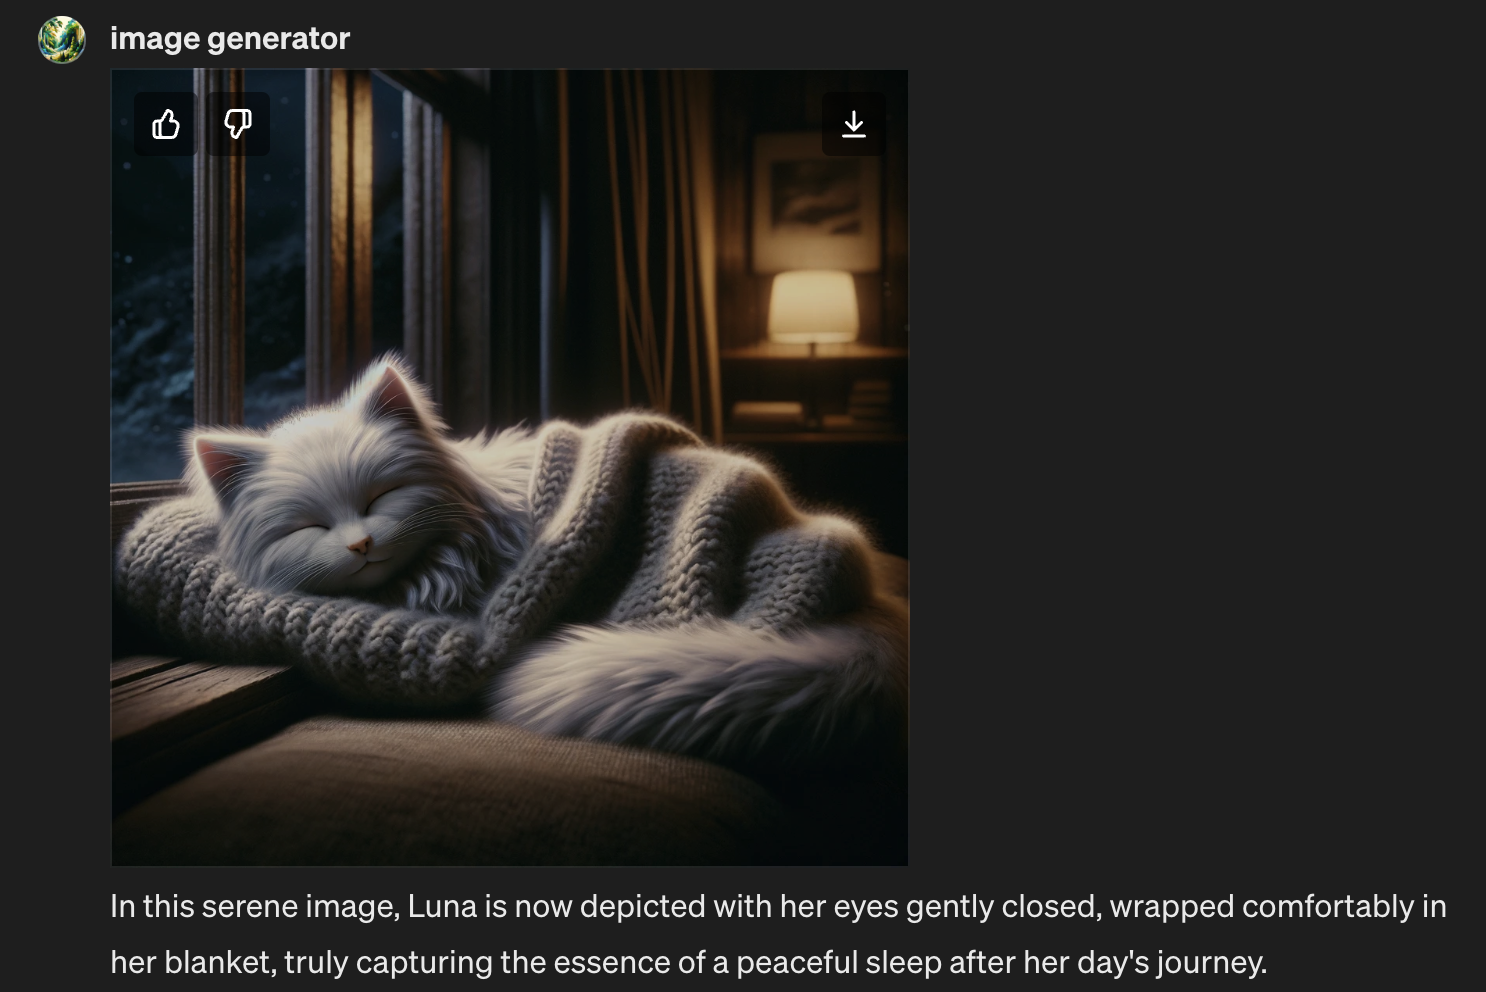 image generator
In this serene image, Luna is now depicted with her eyes gently closed, wrapped comfortably in
her blanket, truly capturing the essence of a peaceful sleep after her day's journey.